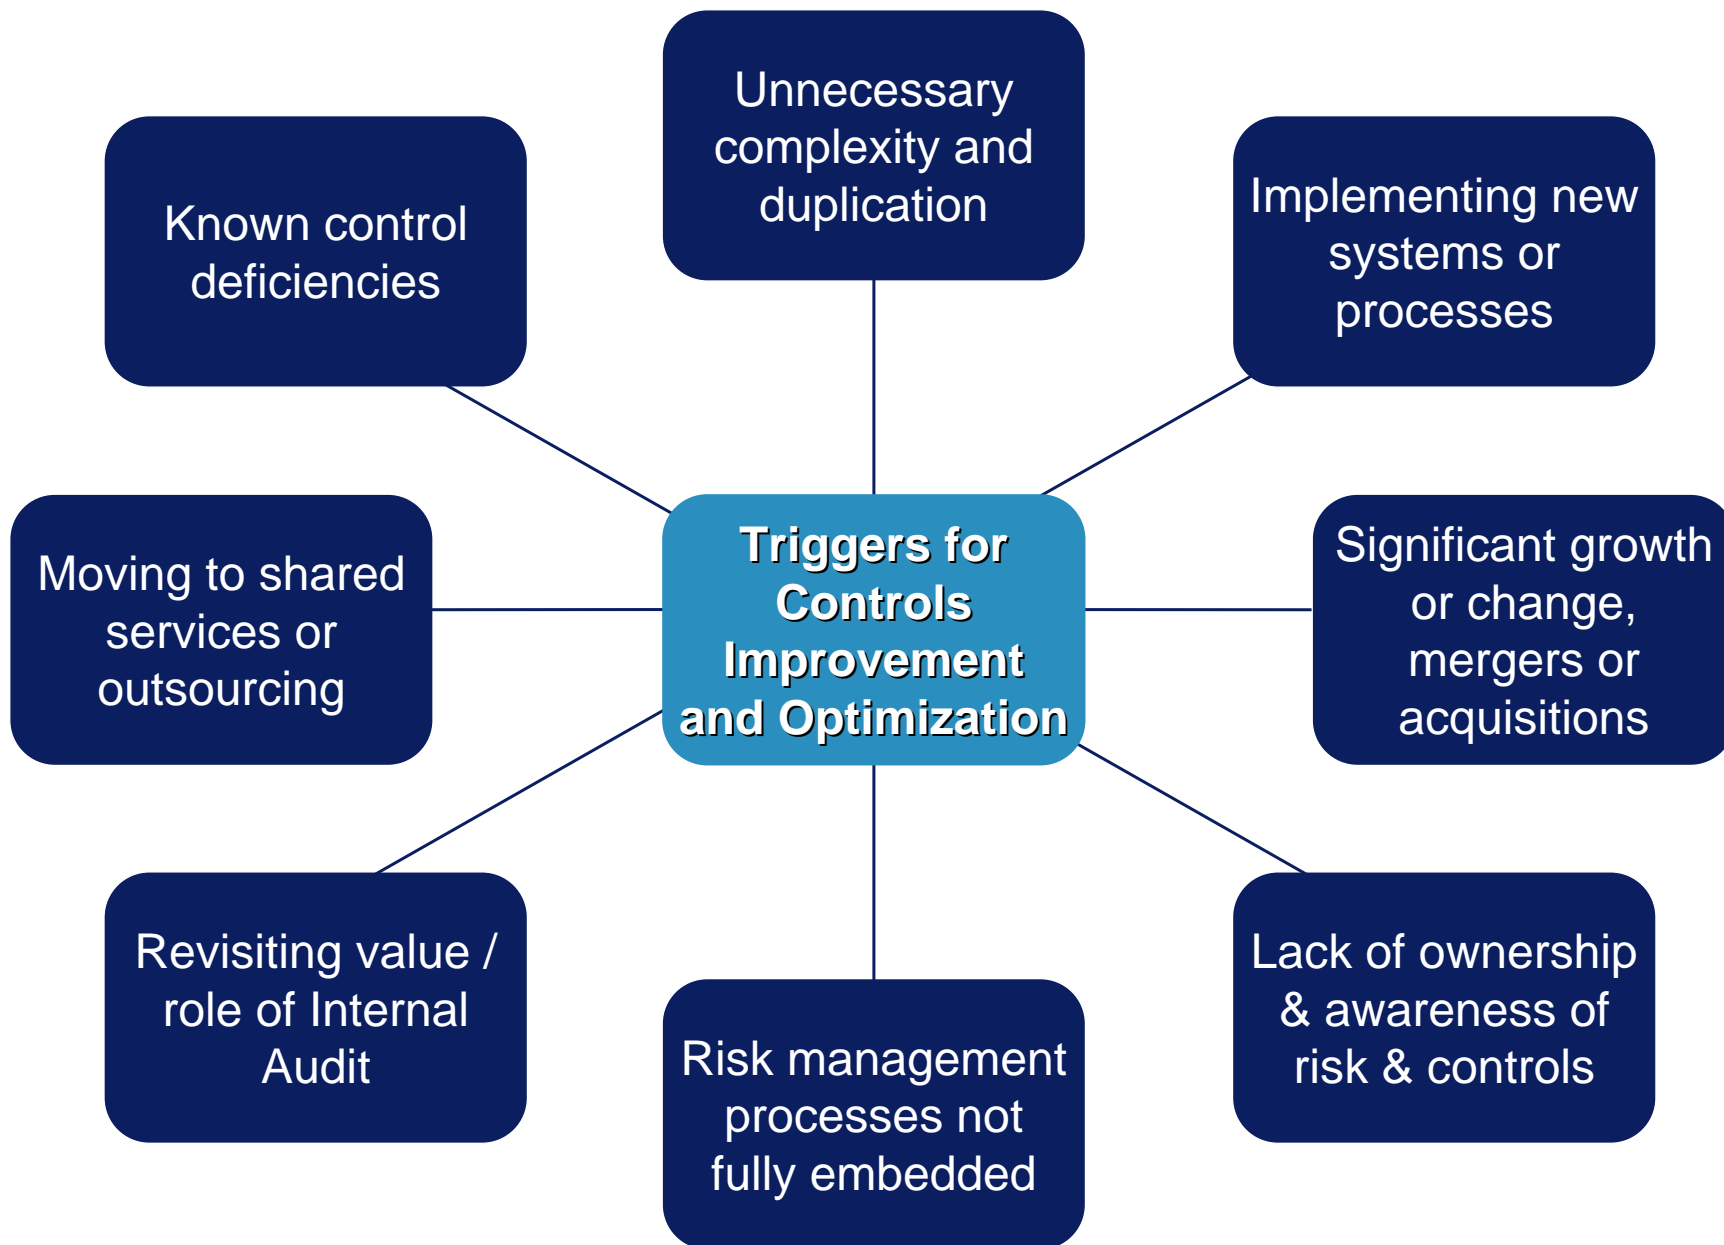 Unnecessary
complexity and
duplication
Known control
deficiencies
Implementing new
systems or
processes
Moving to shared
services or
outsourcing
Triggers for
Controls
Improvement
and Optimization
Significant growth
or change,
mergers or
acquisitions
Revisiting value /
role of Internal
Audit
Risk management
processes not
fully embedded
Lack of ownership
& awareness of
risk & controls